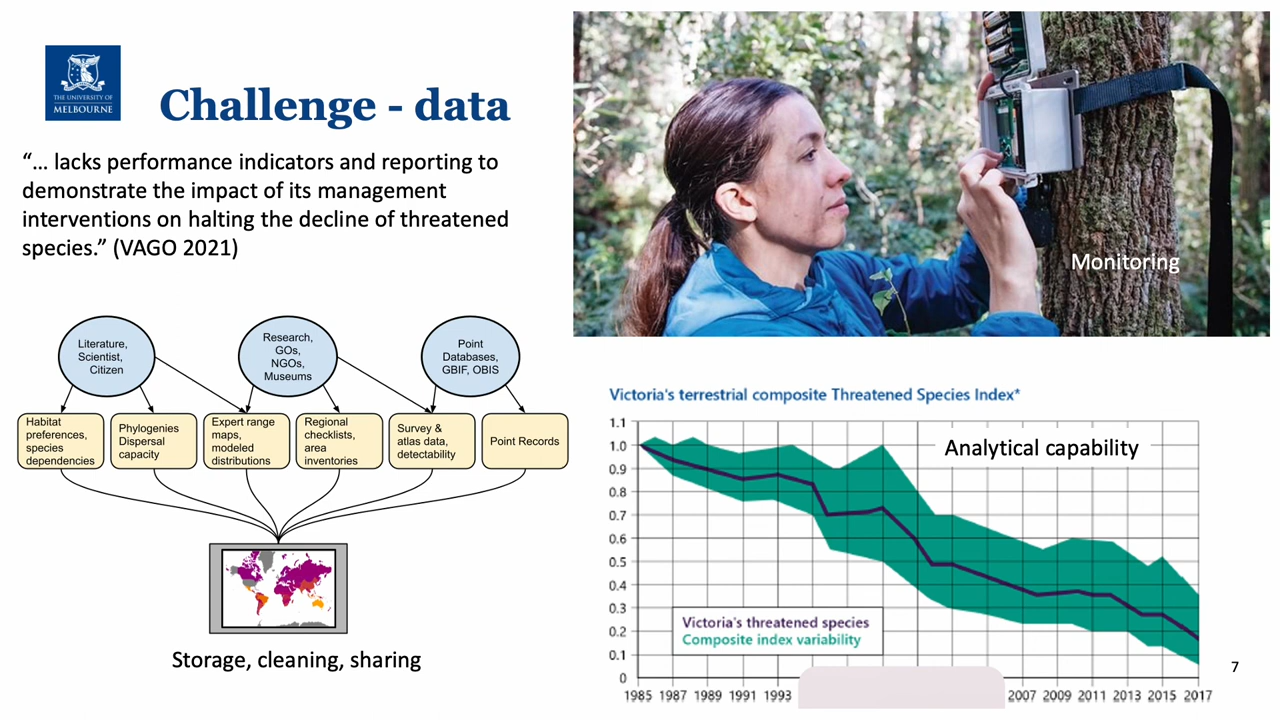 THE UNIVERSITY OF
MELBOURNE
Challenge - data
“... lacks performance indicators and reporting to
demonstrate the impact of its management
interventions on halting the decline of threatened
species.” (VAGO 2021)
Monitoring
Literature,
Scientist,
Citizen
Research,
GOs,
NGOs,
Museums
Point
Databases,
GBIF, OBIS
Habitat
preferences,
species
dependencies
Phylogenies
Dispersal
capacity
Expert range
maps,
modeled
distributions
Regional
checklists,
area
inventories
Survey &
atlas data,
detectability
Point Records
Storage, cleaning, sharing
Victoria's terrestrial composite Threatened Species Index*
Analytical capability
1.1
1.0
0.9
0.8
0.7
0.6
0.5
0.4
0.3
0.2
0.1
0
Victoria's threatened species
Composite index variability
1985 1987 1989 1991 1993 2007 2009 2011 2013 2015 2017
7